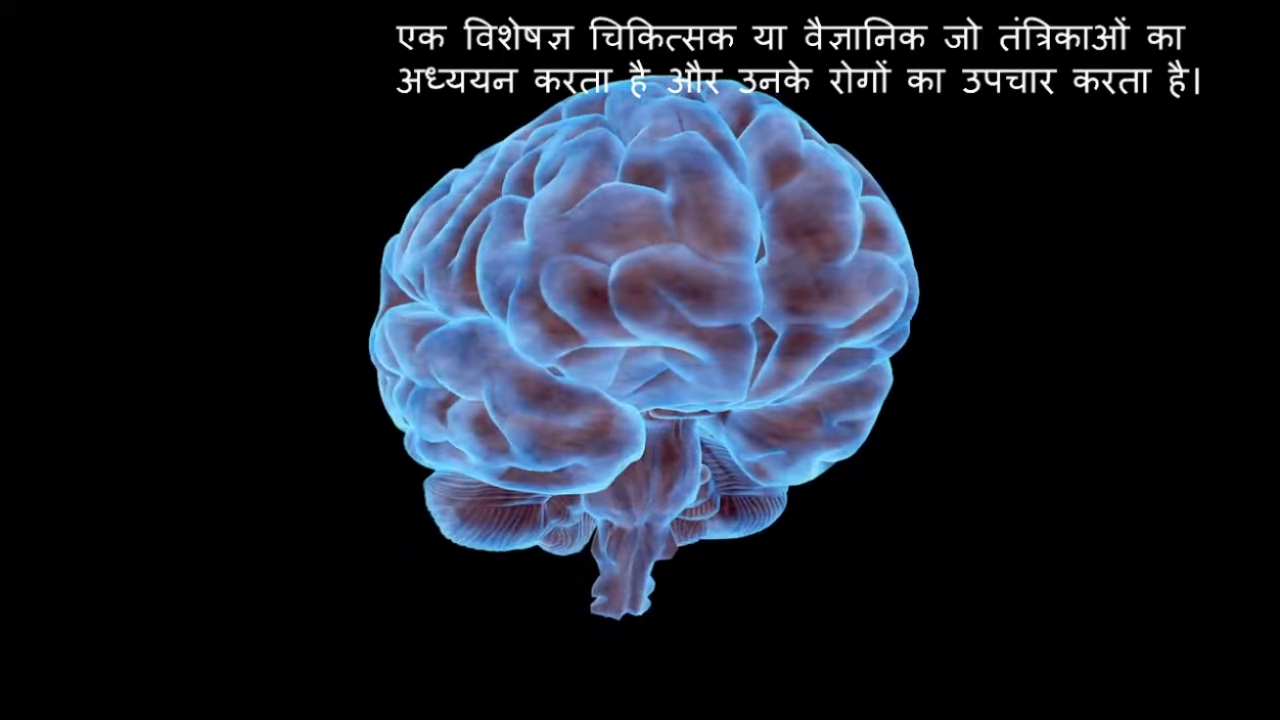 एक विशेषज्ञ चिकित्सक या वैज्ञानिक जो तंत्रिकाओं का
अध्ययन करता है और उनके रोगों का उपचार करता है।